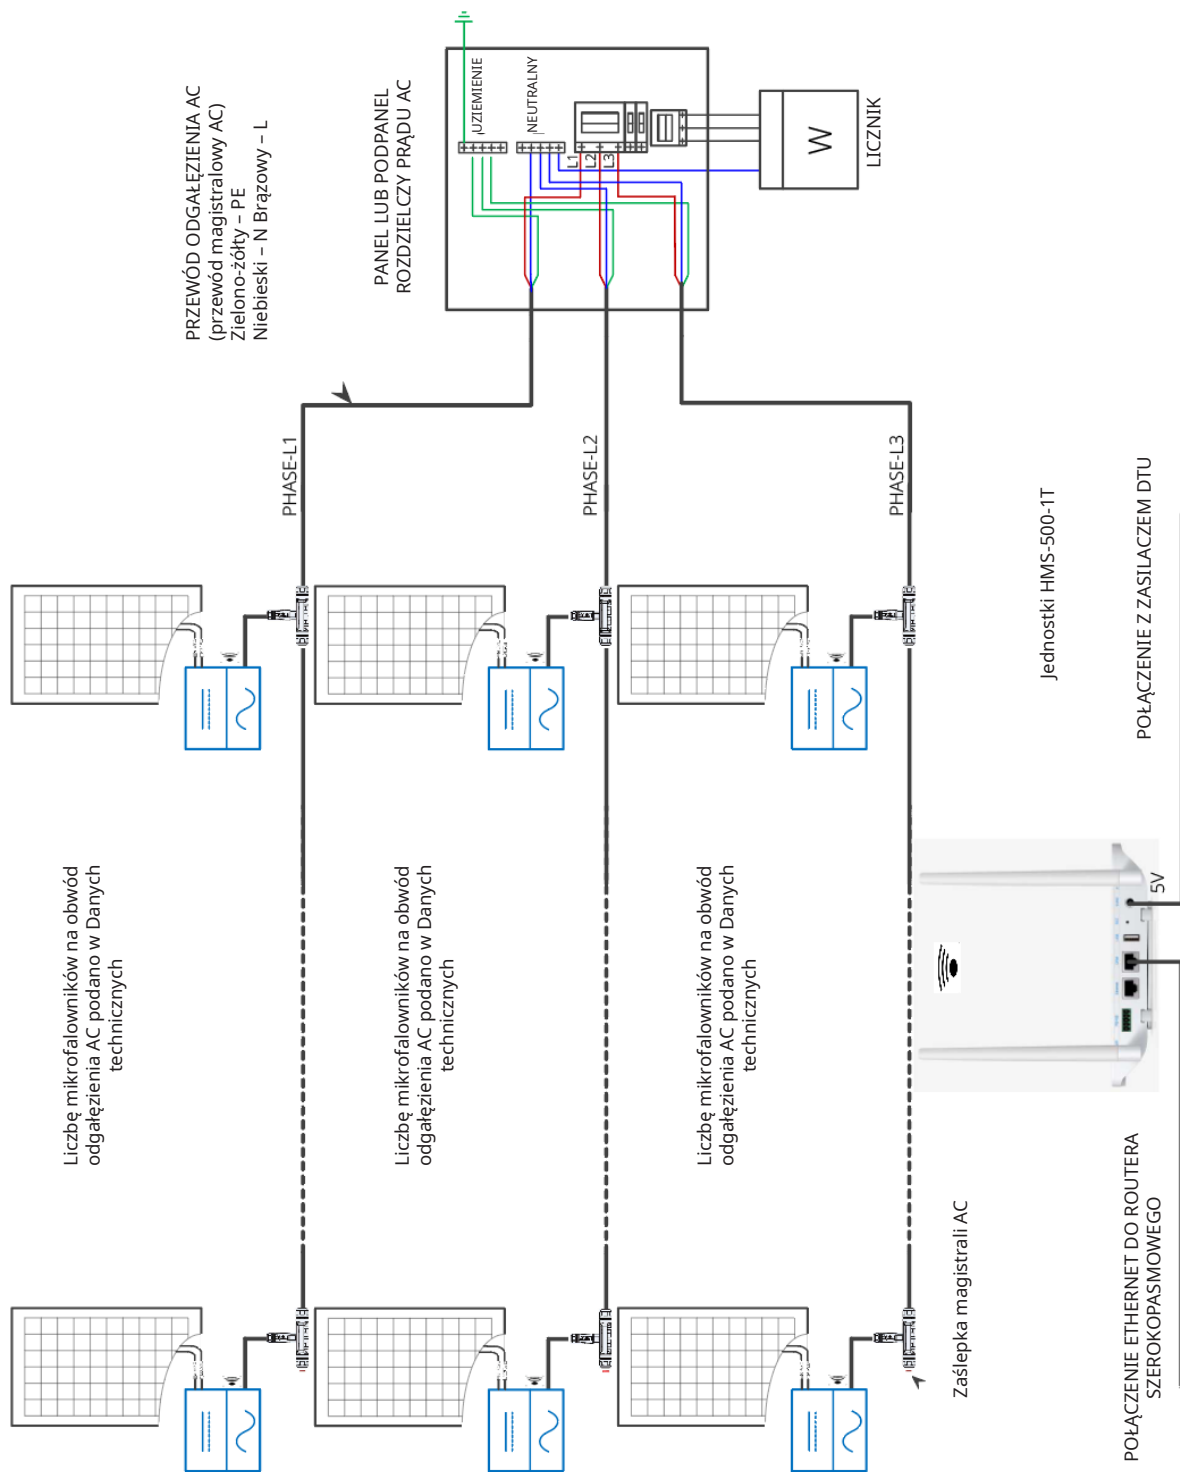 PRZEWÓD ODGAŁĘZIENIA AC
(przewód magistralowy AC)
Zielono-żółty – PE
Niebieski – N Brązowy – L
PANEL LUB PODPANEL
ROZDZIELCZY PRĄDU AC
UZIEMIENIE
NEUTRALNY
L1
L2
L3
W
LICZNIK
PHASE-L1
PHASE-L2
PHASE-L3
Liczbę mikrofalowników na obwód
odgałęzienia AC podano w Danych
technicznych
Liczbę mikrofalowników na obwód
odgałęzienia AC podano w Danych
technicznych
Liczbę mikrofalowników na obwód
odgałęzienia AC podano w Danych
technicznych
Jednostki HMS-500-1T
POŁĄCZENIE Z ZASILACZEM DTU
5V
Zaślepka magistrali AC
POŁĄCZENIE ETHERNET DO ROUTERA
SZEROKOPASMOWEGO